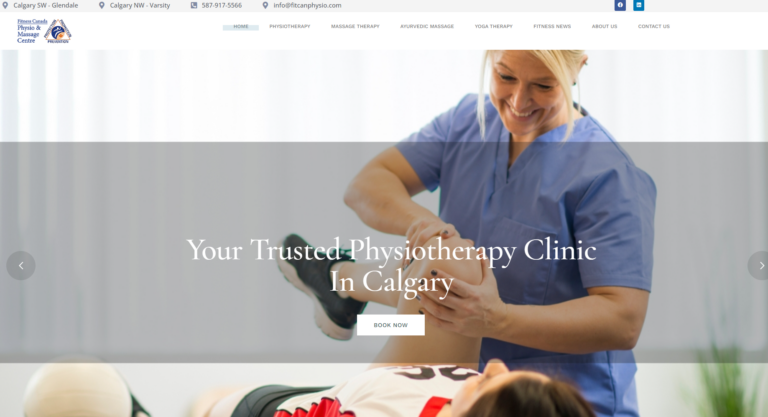 Calgary SW - Glendale
Calgary NW - Varsity
587-917-5566
info@fitcanphysio.com
Fitness Canada
Physio &
Massage
Centre
HOME
PHYSIOTHERAPY
MASSAGE THERAPY
AYURVEDIC MASSAGE
YOGA THERAPY
FITNESS NEWS
ABOUT US
CONTACT US
Your Trusted Physiotherapy Clinic
In Calgary
BOOK NOW